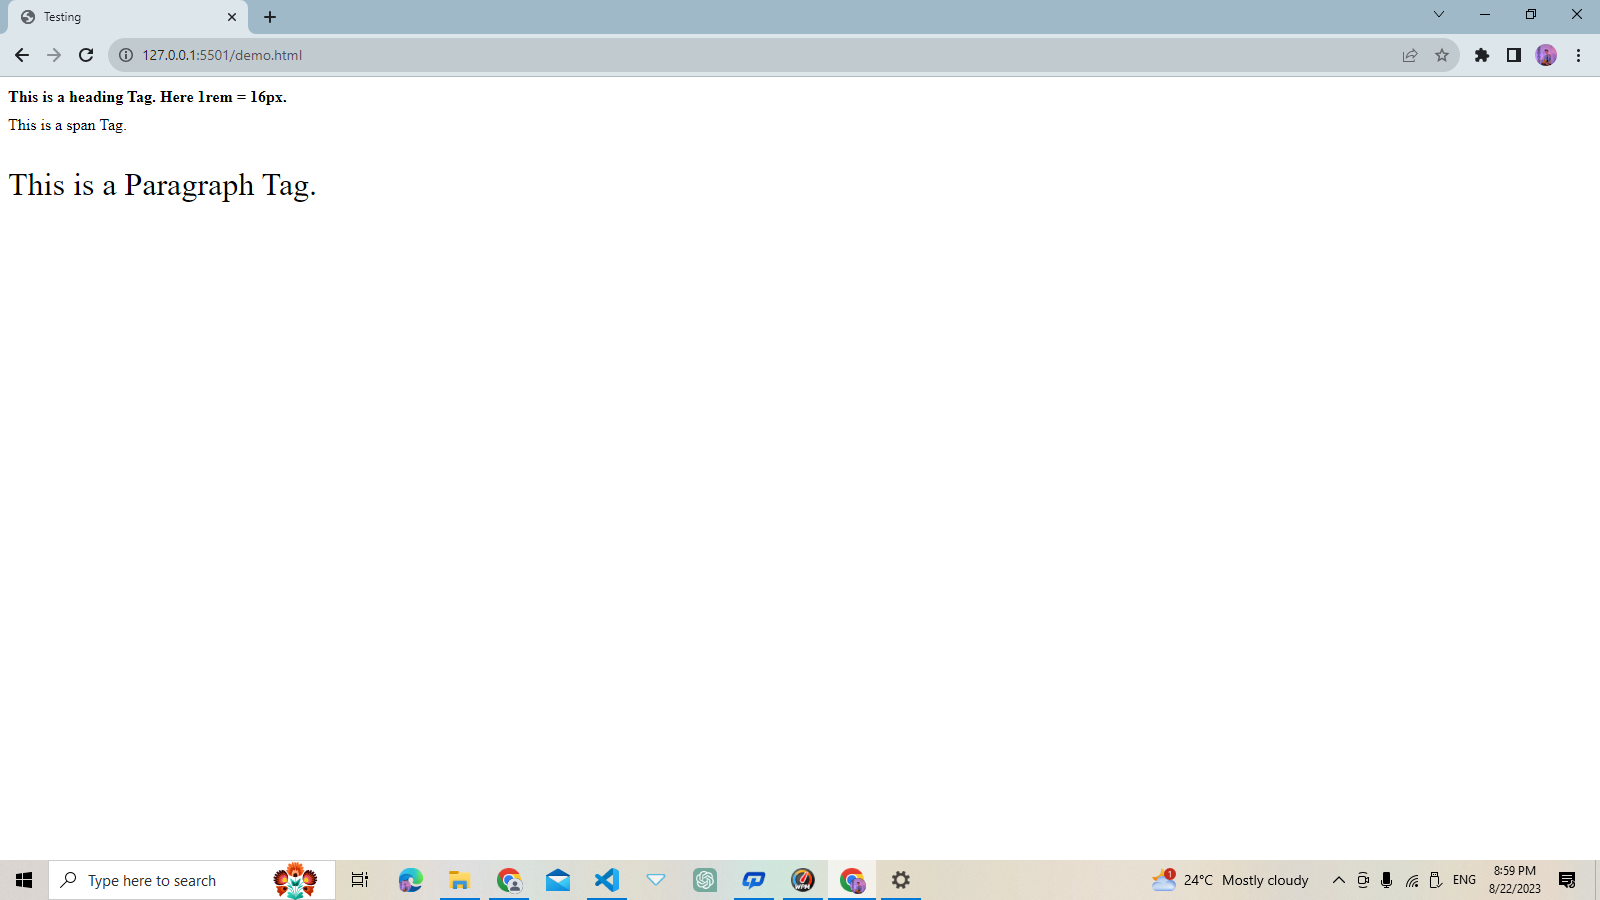 Testing
127.0.0.1:5501/demo.html
This is a heading Tag. Here 1rem = 16px.
This is a span Tag.
This is a Paragraph Tag.
Type here to search
WPM
1
24°C Mostly cloudy
ENG
8:59 PM
8/22/2023